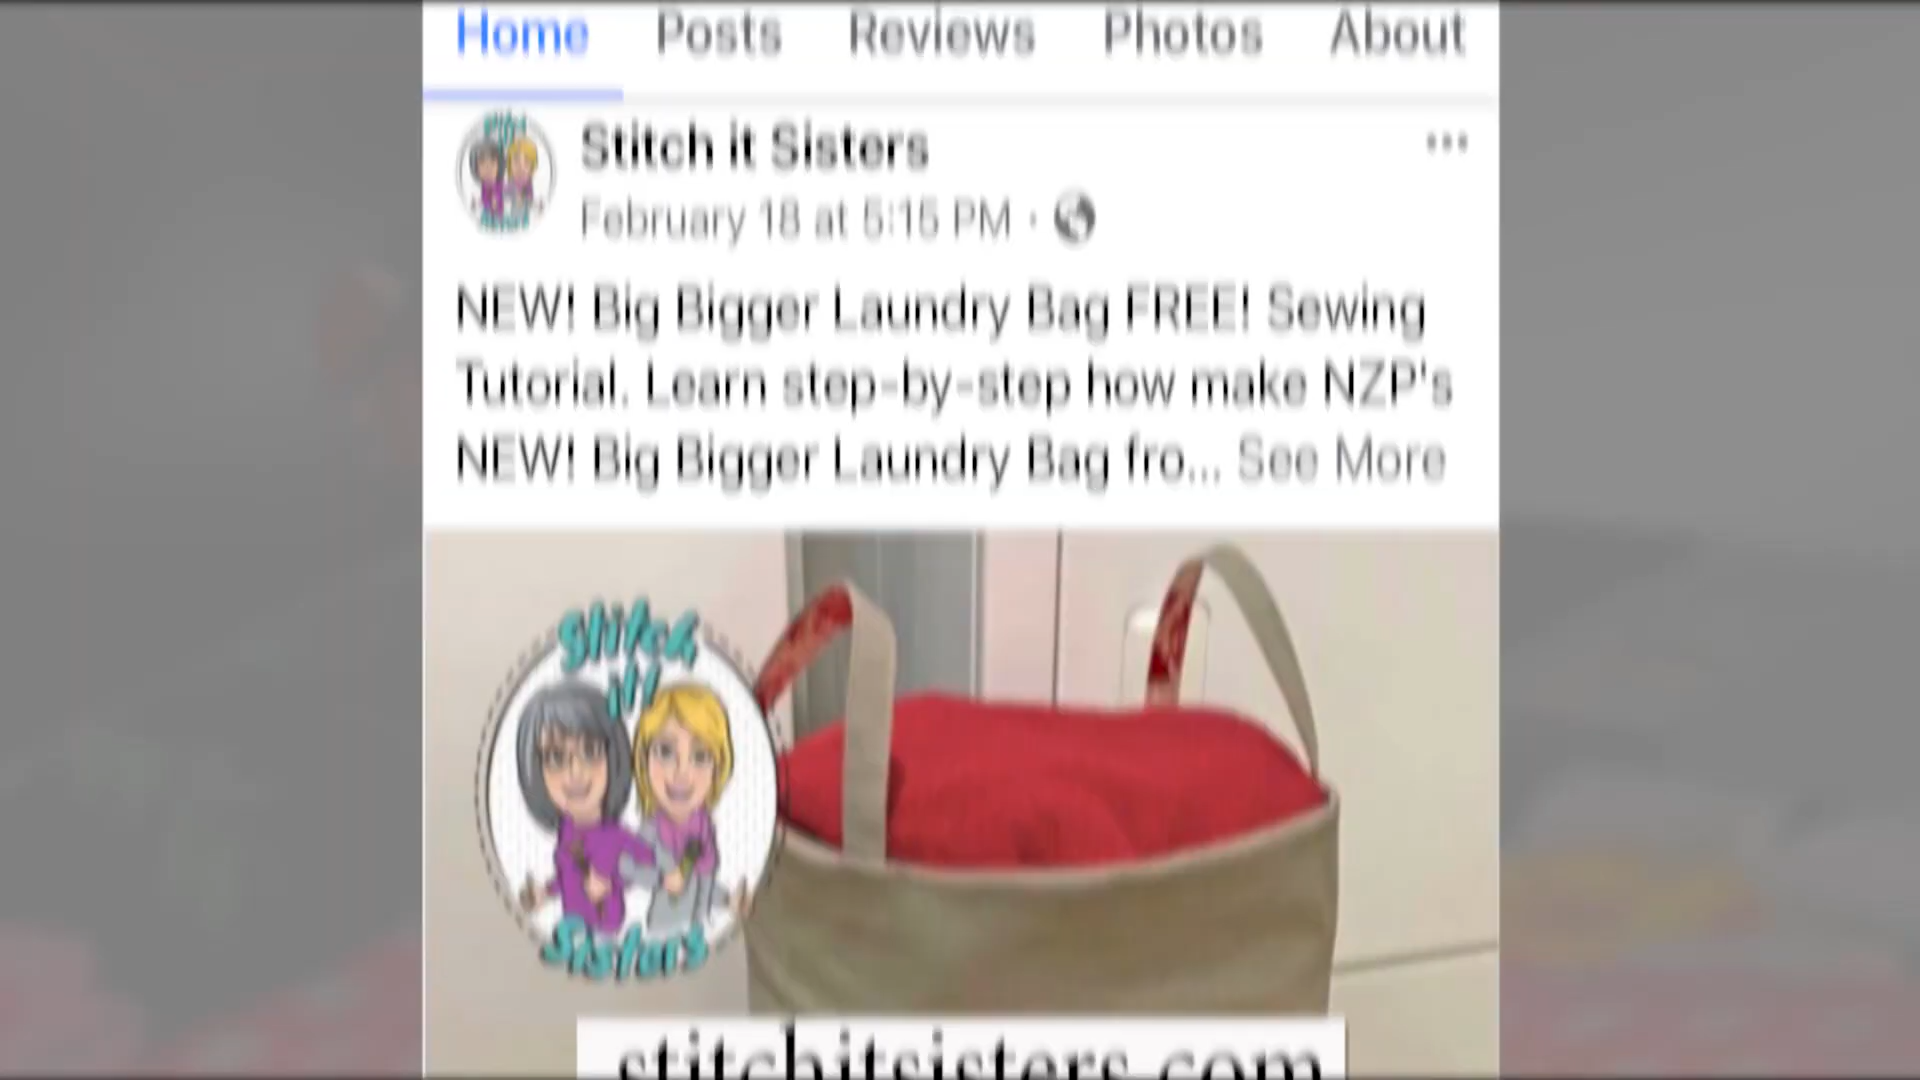 Home Posts Reviews Photos About
Stitch it Sisters
February 18 at 5:15 PM ·
NEW! Big Bigger Laundry Bag FREE! Sewing
Tutorial. Learn step-by-step how make NZP's
NEW! Big Bigger Laundry Bag fro... See More
Stitch
it!
Sisters
stitchitsisters.com